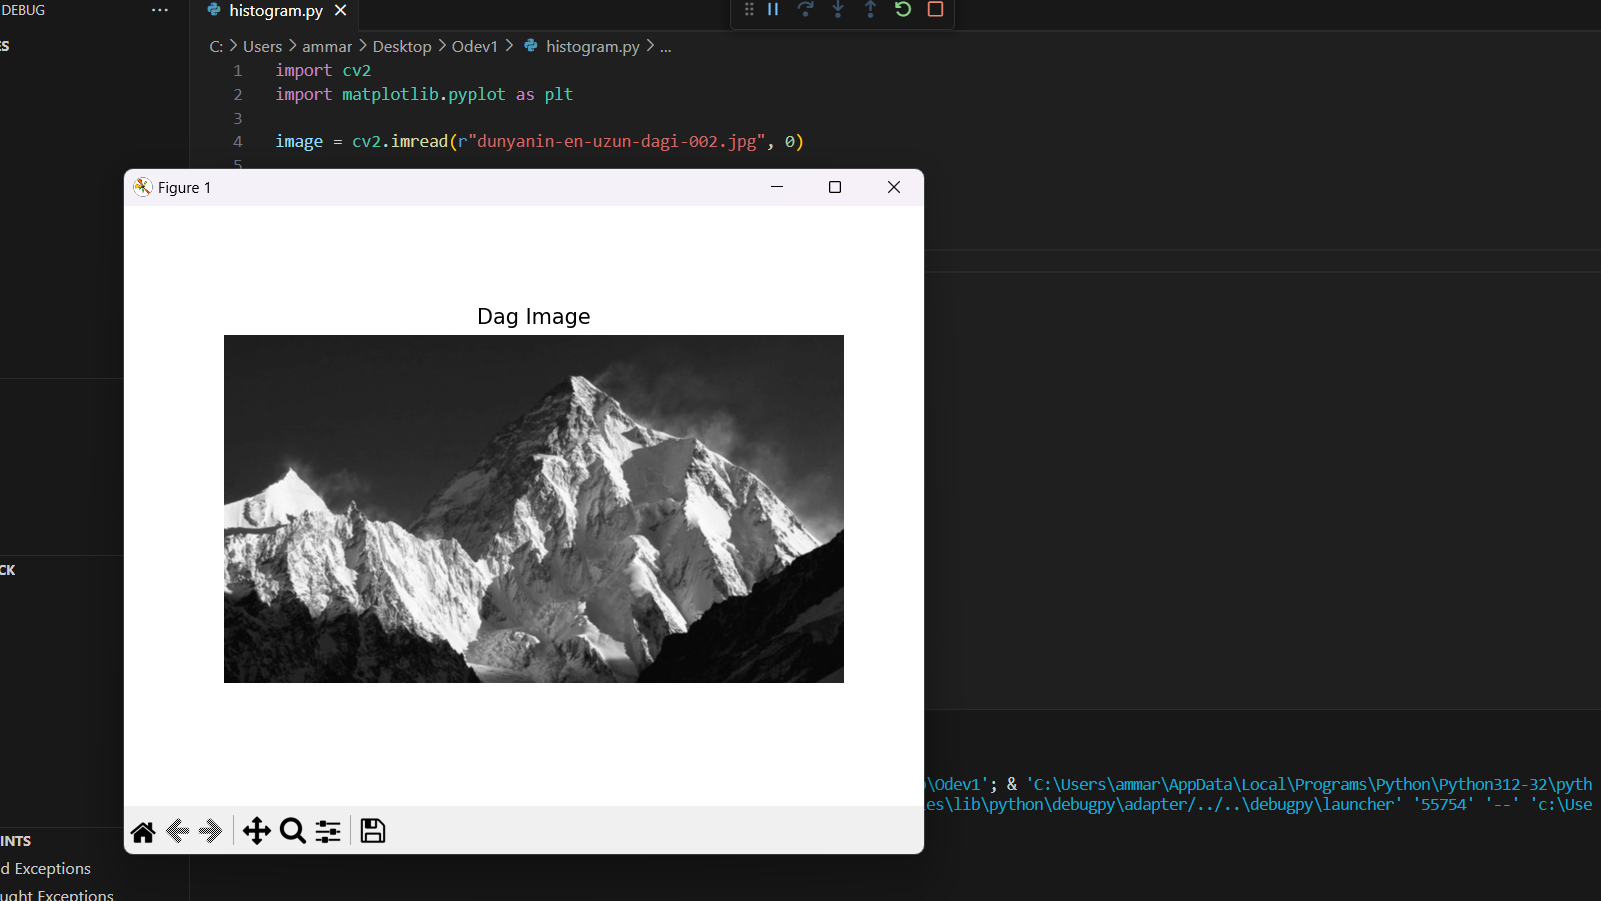 DEBUG
histogram.py
ES
C: Users ammar Desktop Odev1 histogram.py ...
1 import cv2
2 import matplotlib.pyplot as plt
3
4 image = cv2.imread(r"dunyanin-en-uzun-dagi-002.jpg", 0)
5
Figure 1
Dag Image
CK
\Odev1'; & 'C:\Users\ammar\AppData\Local\Programs\Python\Python312-32\pyth
es\lib\python\debugpy\adapter/../..\debugpy\launcher' '55754' '--' 'c:\Use
INTS
d Exceptions
ught Exceptions